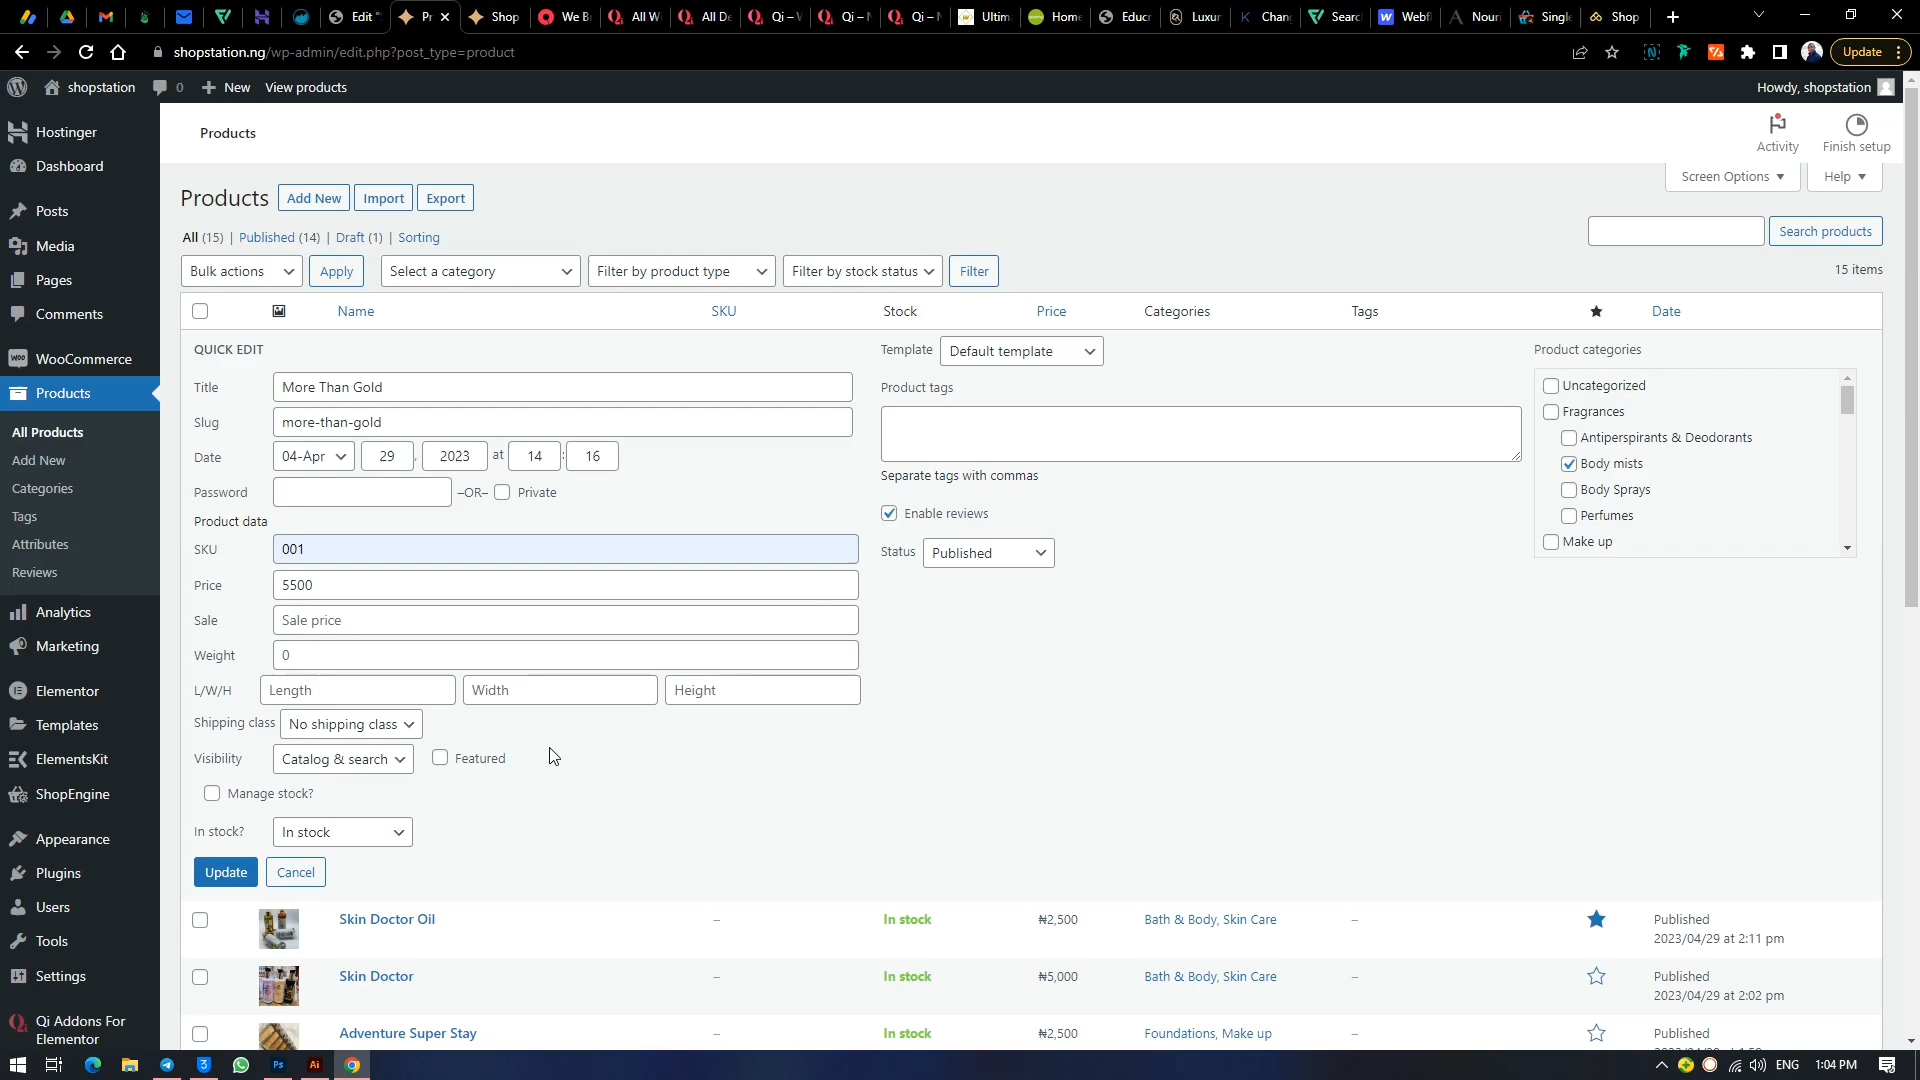 Edit "
Pr
Shop
We B
All W
All De
Qi – W
Qi – N
Qi – N
Ultim
Home
Educa
Luxur
Chang
Searc
Webfl
Nouri
Single
Shop
shopstation.ng/wp-admin/edit.php?post_type=product
Update
shopstation 0 New View products
Howdy, shopstation
Hostinger
Dashboard
Posts
Media
Pages
Comments
WooCommerce
Products
All Products
Add New
Categories
Tags
Attributes
Reviews
Analytics
Marketing
Elementor
Templates
ElementsKit
ShopEngine
Appearance
Plugins
Users
Tools
Settings
Qi Addons For
Elementor
Products
Activity
Finish setup
Screen Options
Help
Products Add New Import Export
All (15) | Published (14) | Draft (1) | Sorting
Search products
Bulk actions Apply Select a category Filter by product type Filter by stock status Filter
15 items
Name SKU Stock Price Categories Tags ★ Date
QUICK EDIT
Title More Than Gold
Slug more-than-gold
Date 04-Apr 29 , 2023 at 14 : 16
Password –OR– Private
Product data
SKU 001
Price 5500
Sale Sale price
Weight 0
L/W/H Length Width Height
Shipping class No shipping class
Visibility Catalog & search Featured
Manage stock?
In stock? In stock
Update Cancel
Template Default template
Product tags
Separate tags with commas
Enable reviews
Status Published
Product categories
Uncategorized
Fragrances
Antiperspirants & Deodorants
Body mists
Body Sprays
Perfumes
Make up
Skin Doctor Oil – In stock ₦2,500 Bath & Body, Skin Care – Published
2023/04/29 at 2:11 pm
Skin Doctor – In stock ₦5,000 Bath & Body, Skin Care – Published
2023/04/29 at 2:02 pm
Adventure Super Stay – In stock ₦2,500 Foundations, Make up – Published
ENG 1:04 PM